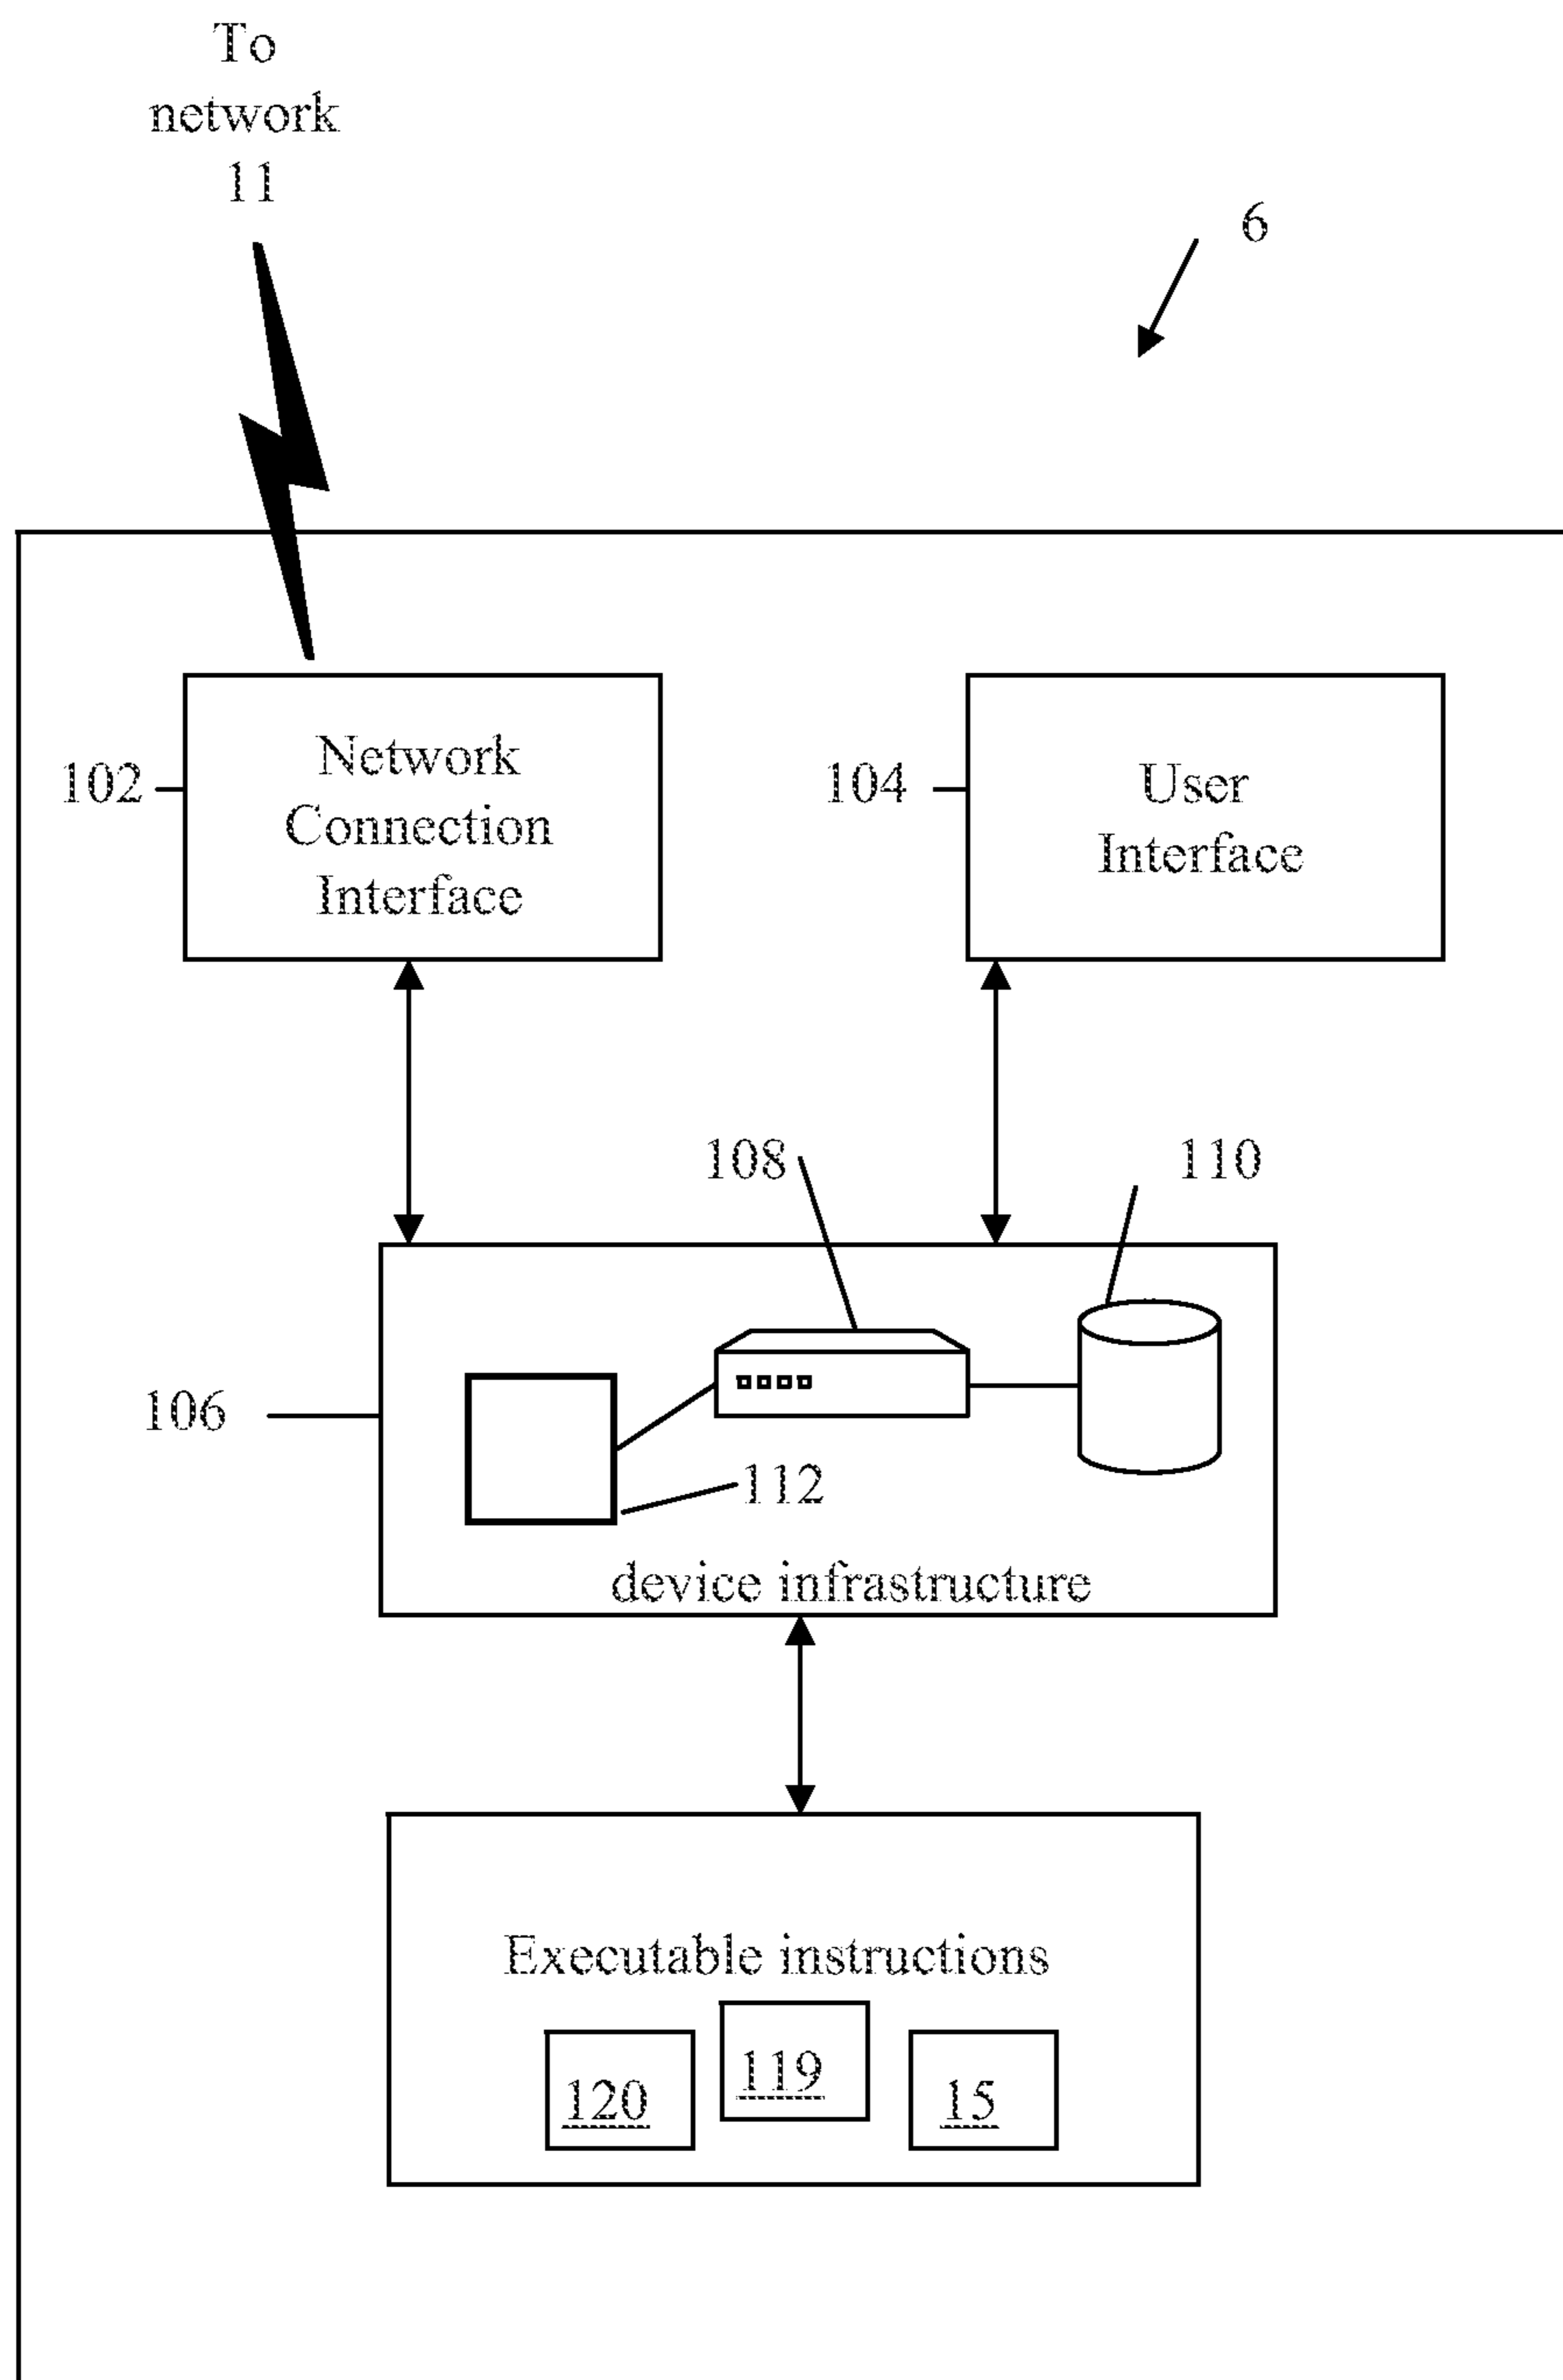 To
network
11
6
102
Network
Connection
Interface
104
User
Interface
108
110
106
112
device infrastructure
Executable instructions
120
119
15